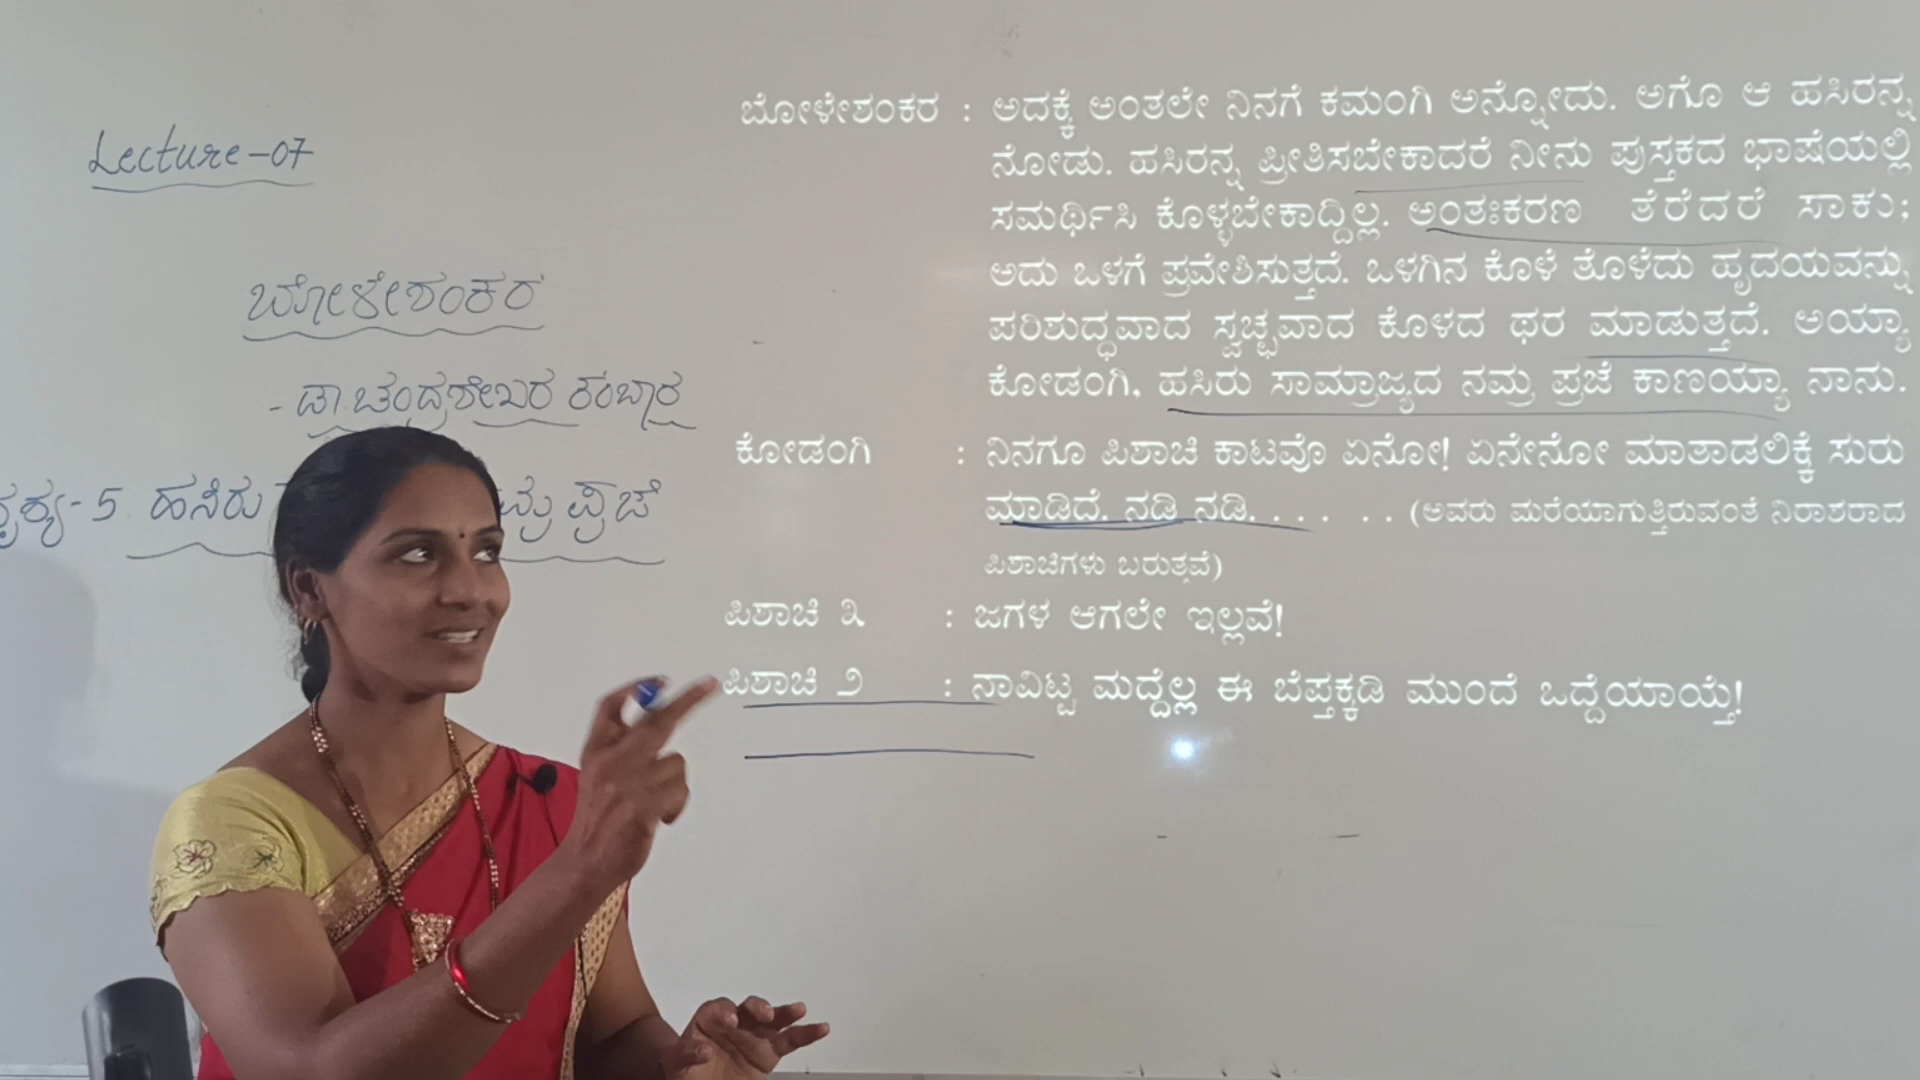 Lecture-07
ಬೋಳೇಶಂಕರ
- ಡಾ.ಚಂದ್ರಶೇಖರ ಕಂಬಾರ
ದೃಶ್ಯ-5. ಹಸಿರು ನಮ್ರ ಪ್ರಜೆ
ಬೋಳೇಶಂಕರ : ಅದಕ್ಕೆ ಅಂತಲೇ ನಿನಗೆ ಕಮಂಗಿ ಅನ್ನೋದು. ಅಗೊ ಆ ಹಸಿರನ್ನ
ನೋಡು. ಹಸಿರನ್ನ ಪ್ರೀತಿಸಬೇಕಾದರೆ ನೀನು ಪುಸ್ತಕದ ಭಾಷೆಯಲ್ಲಿ
ಸಮರ್ಥಿಸಿ ಕೊಳ್ಳಬೇಕಾದ್ದಿಲ್ಲ. ಅಂತಃಕರಣ ತೆರೆದರೆ ಸಾಕು;
ಅದು ಒಳಗೆ ಪ್ರವೇಶಿಸುತ್ತದೆ. ಒಳಗಿನ ಕೊಳೆ ತೊಳೆದು ಹೃದಯವನ್ನು
ಪರಿಶುದ್ಧವಾದ ಸ್ವಚ್ಛವಾದ ಕೊಳದ ಥರ ಮಾಡುತ್ತದೆ. ಅಯ್ಯಾ
ಕೋಡಂಗಿ, ಹಸಿರು ಸಾಮ್ರಾಜ್ಯದ ನಮ್ರ ಪ್ರಜೆ ಕಾಣಯ್ಯಾ ನಾನು.
ಕೋಡಂಗಿ : ನಿನಗೂ ಪಿಶಾಚಿ ಕಾಟವೊ ಏನೋ! ಏನೇನೋ ಮಾತಾಡಲಿಕ್ಕೆ ಸುರು
ಮಾಡಿದೆ. ನಡಿ ನಡಿ. . . . . . (ಅವರು ಮರೆಯಾಗುತ್ತಿರುವಂತೆ ನಿರಾಶರಾದ
ಪಿಶಾಚಿಗಳು ಬರುತ್ತವೆ)
ಪಿಶಾಚಿ ೩ : ಜಗಳ ಆಗಲೇ ಇಲ್ಲವೆ!
ಪಿಶಾಚಿ ೨ : ನಾವಿಟ್ಟ ಮದ್ದೆಲ್ಲ ಈ ಬೆಪ್ತಕ್ಕಡಿ ಮುಂದೆ ಒದ್ದೆಯಾಯ್ತೆ!